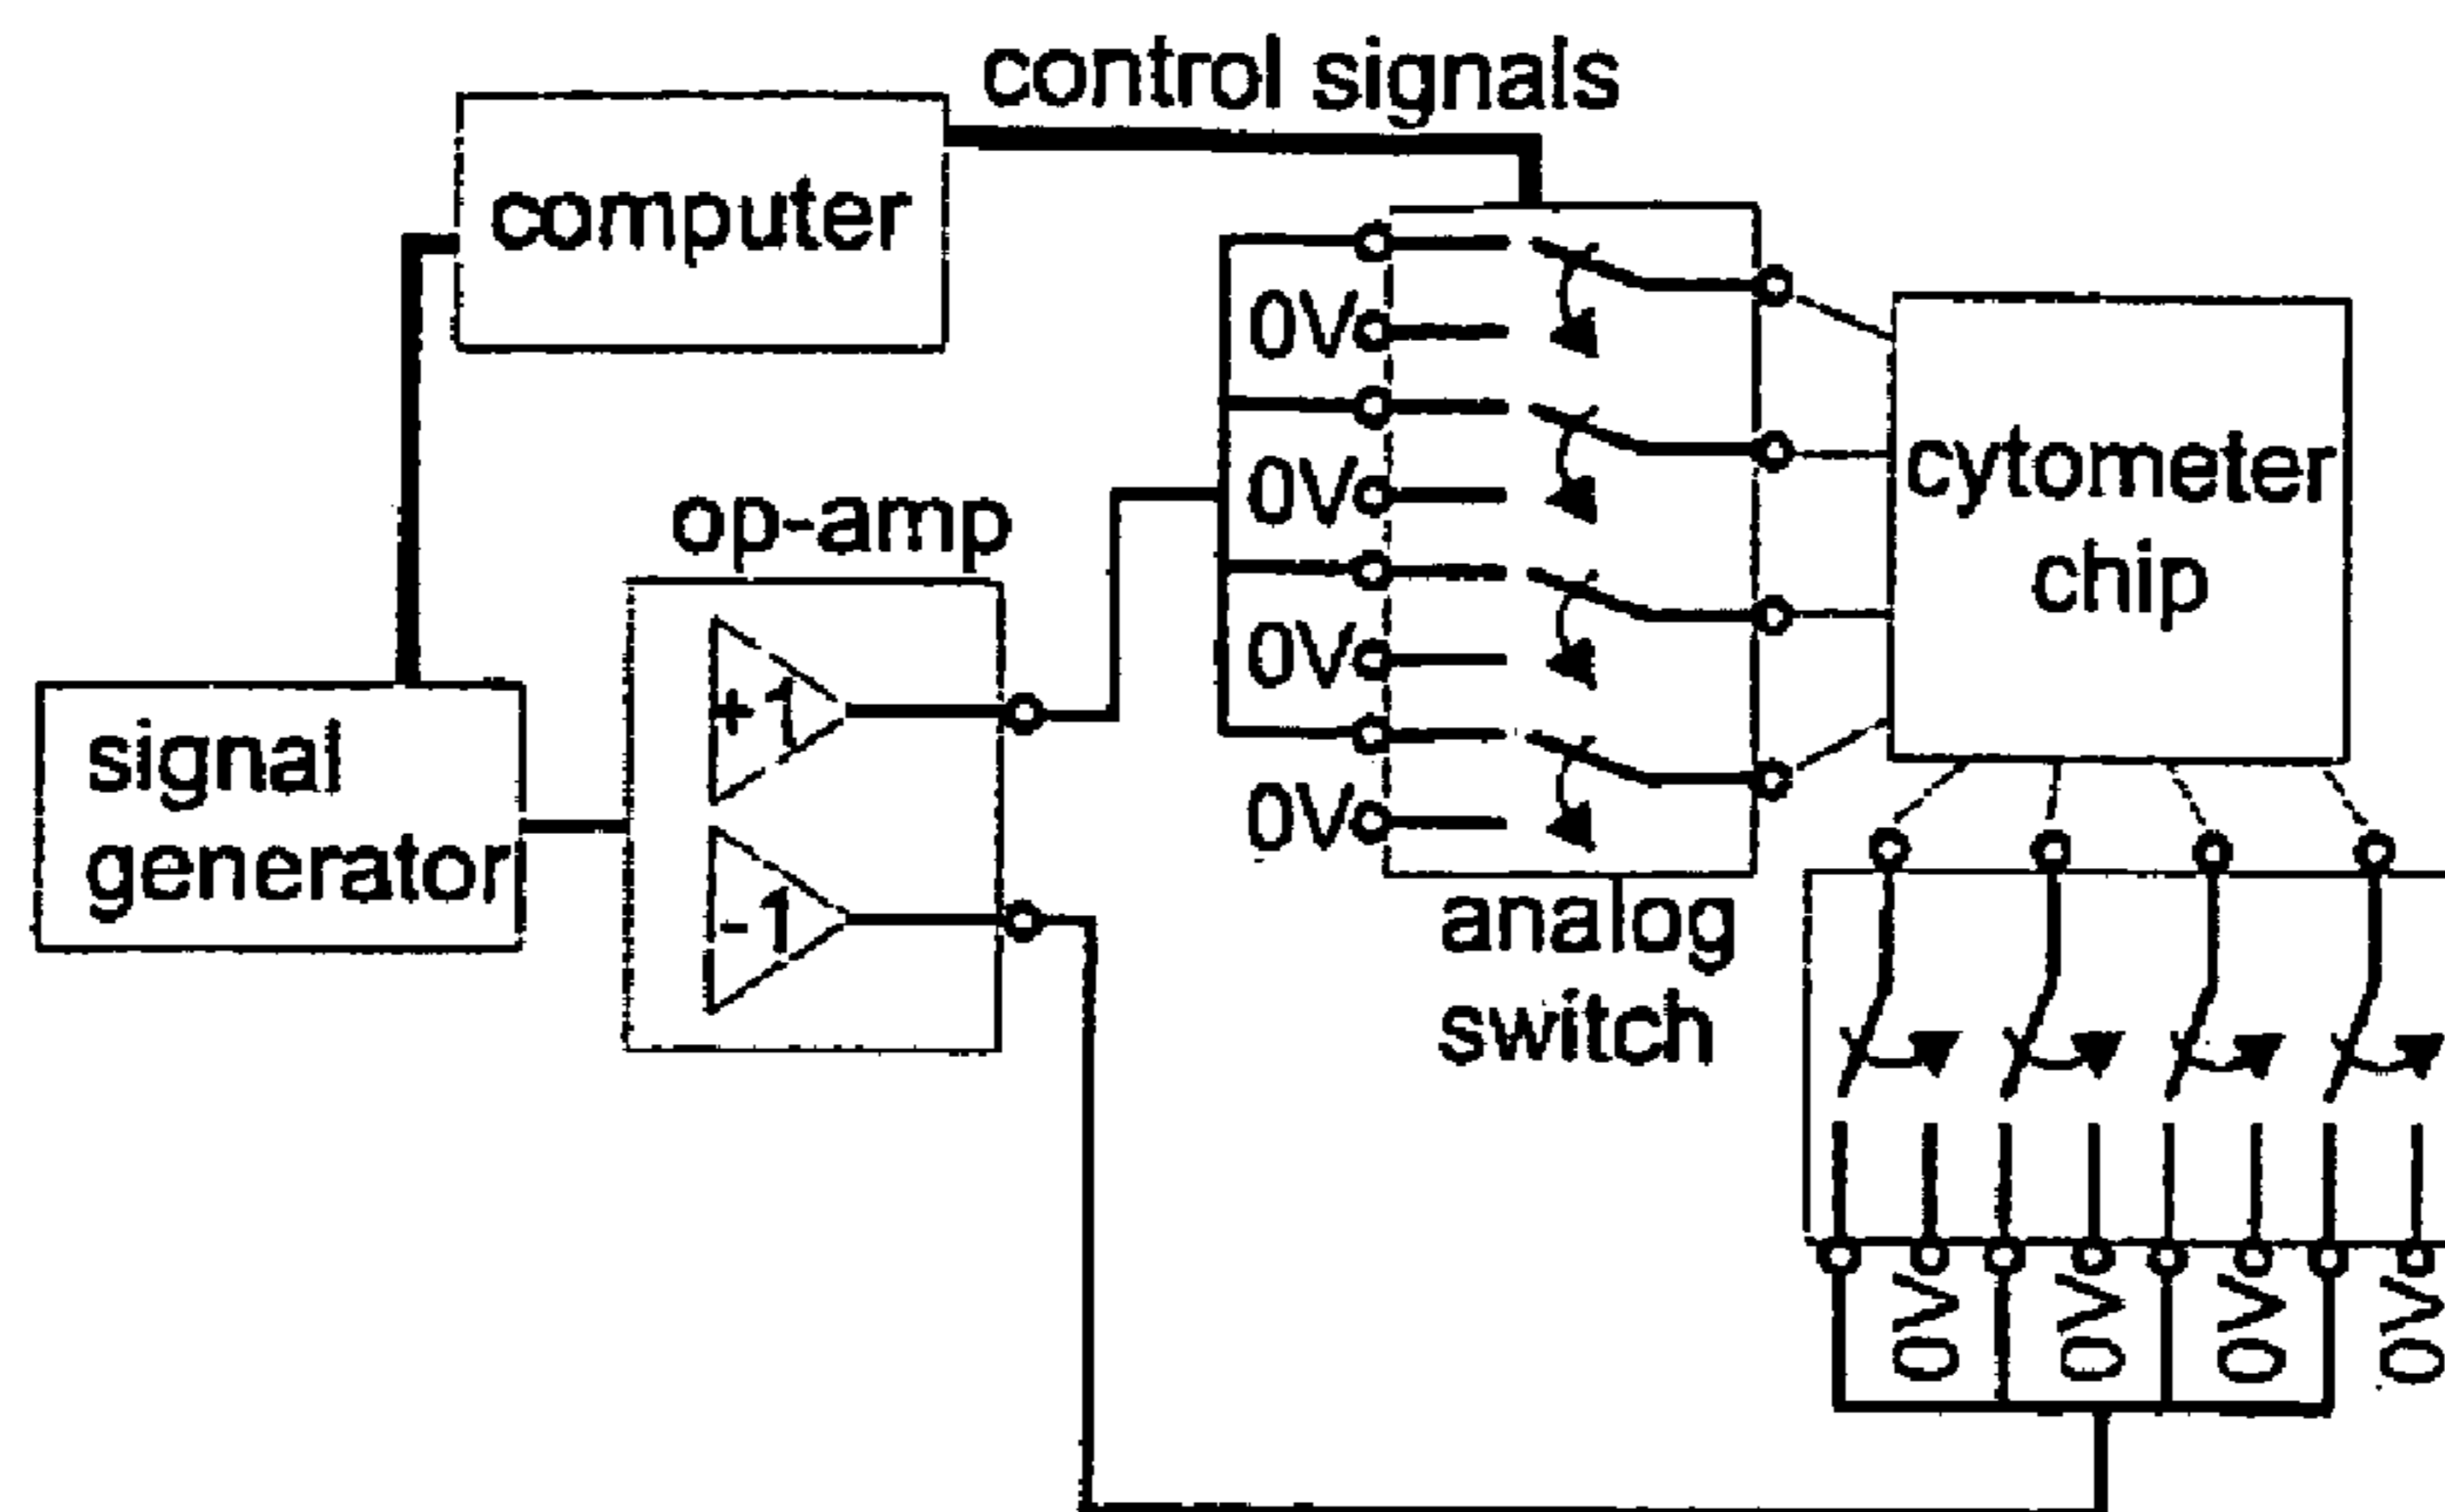 control signals
computer
0V
0V
0V
0V
cytometer
chip
op-amp
+1
-1
signal
generator
analog
switch
0V
0V
0V
0V